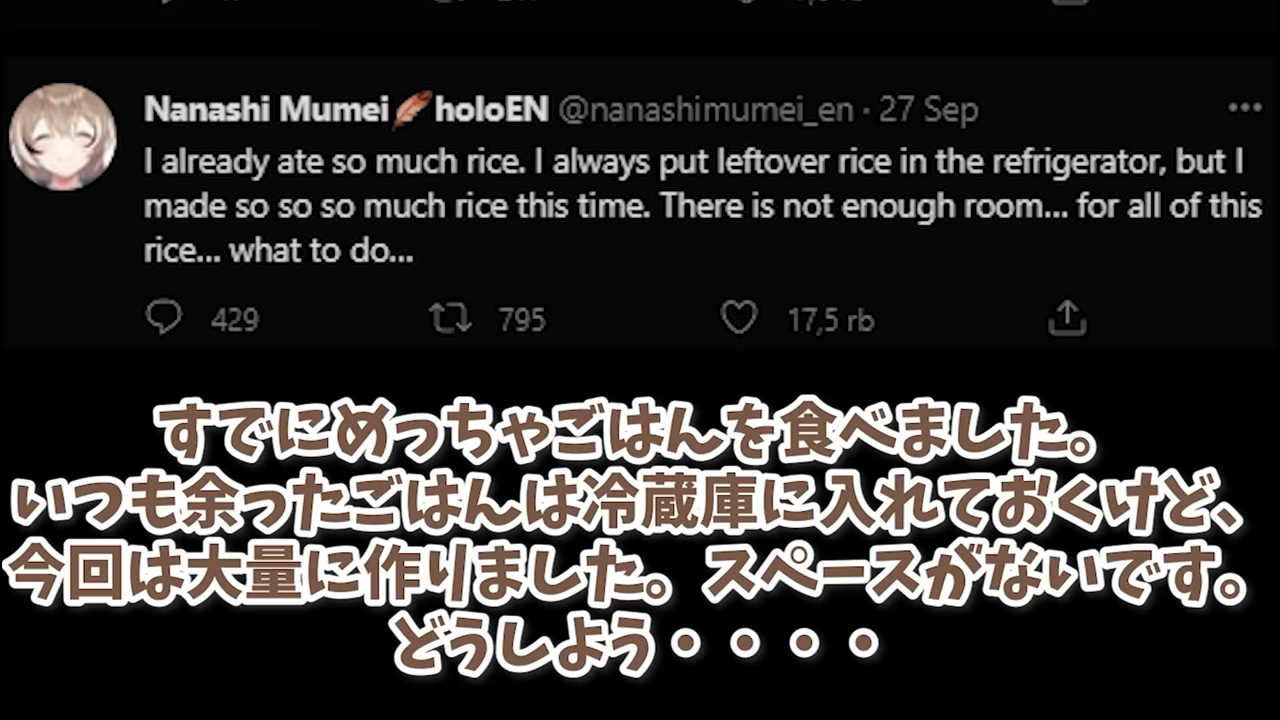 Nanashi Mumei🪶holoEN @nanashimumei_en · 27 Sep
I already ate so much rice. I always put leftover rice in the refrigerator, but I
made so so so much rice this time. There is not enough room... for all of this
rice... what to do...
429 795 17,5 rb
すでにめっちゃごはんを食べました。
いつも余ったごはんは冷蔵庫に入れておくけど、
今回は大量に作りました。スペースがないです。
どうしよう・・・・